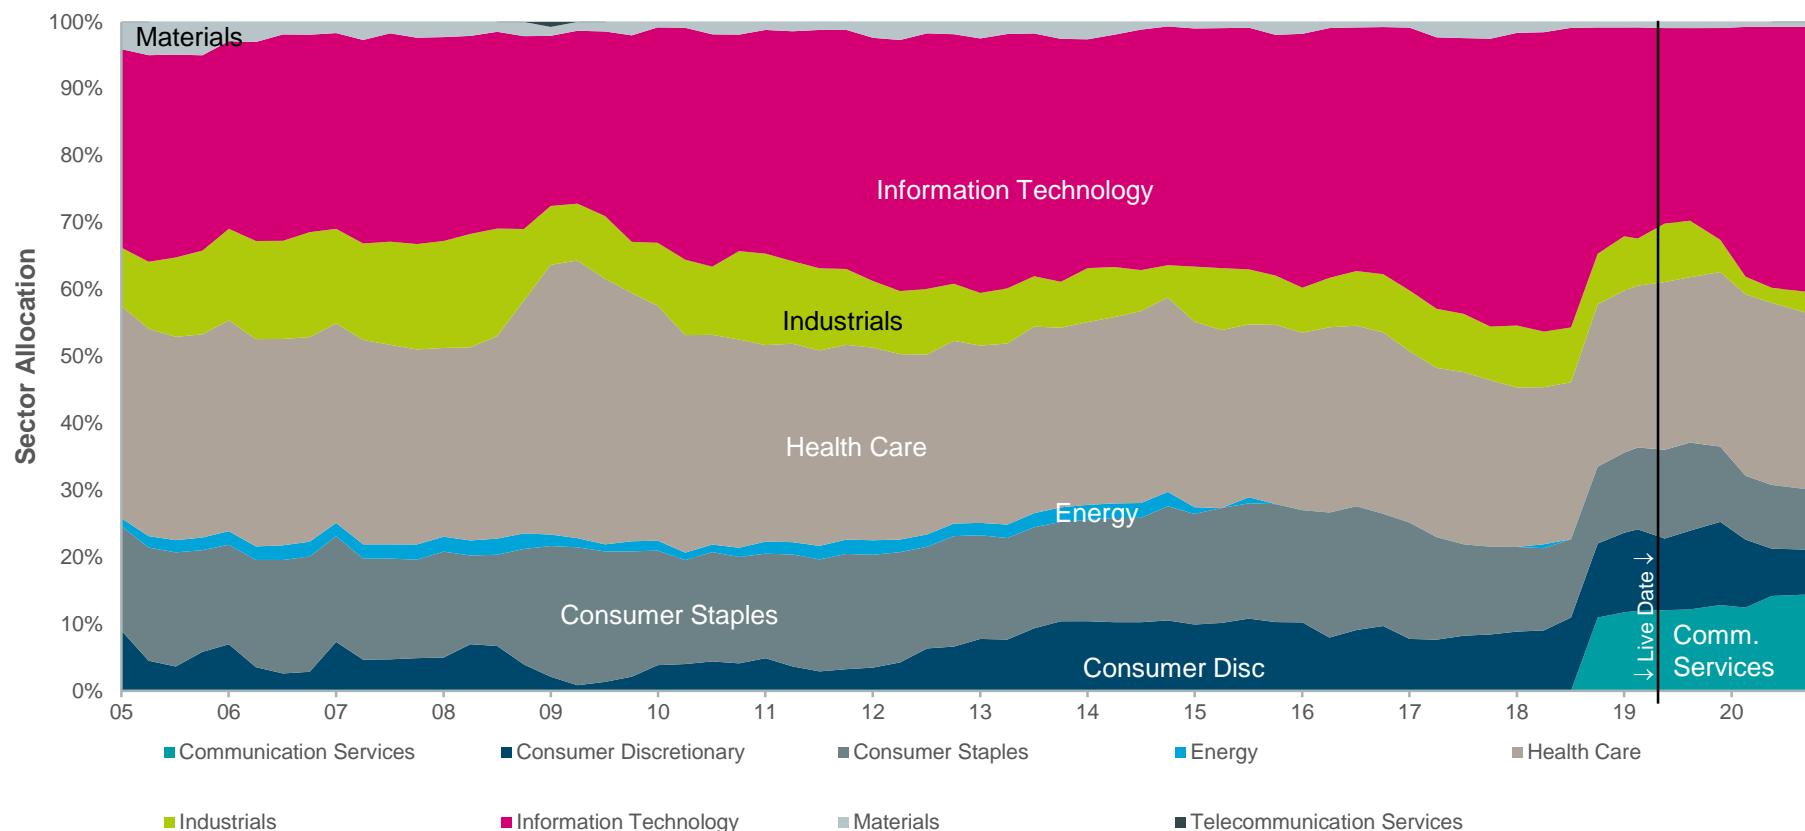 100%
90%
80%
70%
60%
50%
40%
30%
20%
10%
0%
Sector Allocation
Materials
Information Technology
Industrials
Health Care
Energy
Consumer Staples
Consumer Disc
← Live Date →
Comm.
Services
05 06 07 08 09 10 11 12 13 14 15 16 17 18 19 20
Communication Services Consumer Discretionary Consumer Staples Energy Health Care
Industrials Information Technology Materials Telecommunication Services